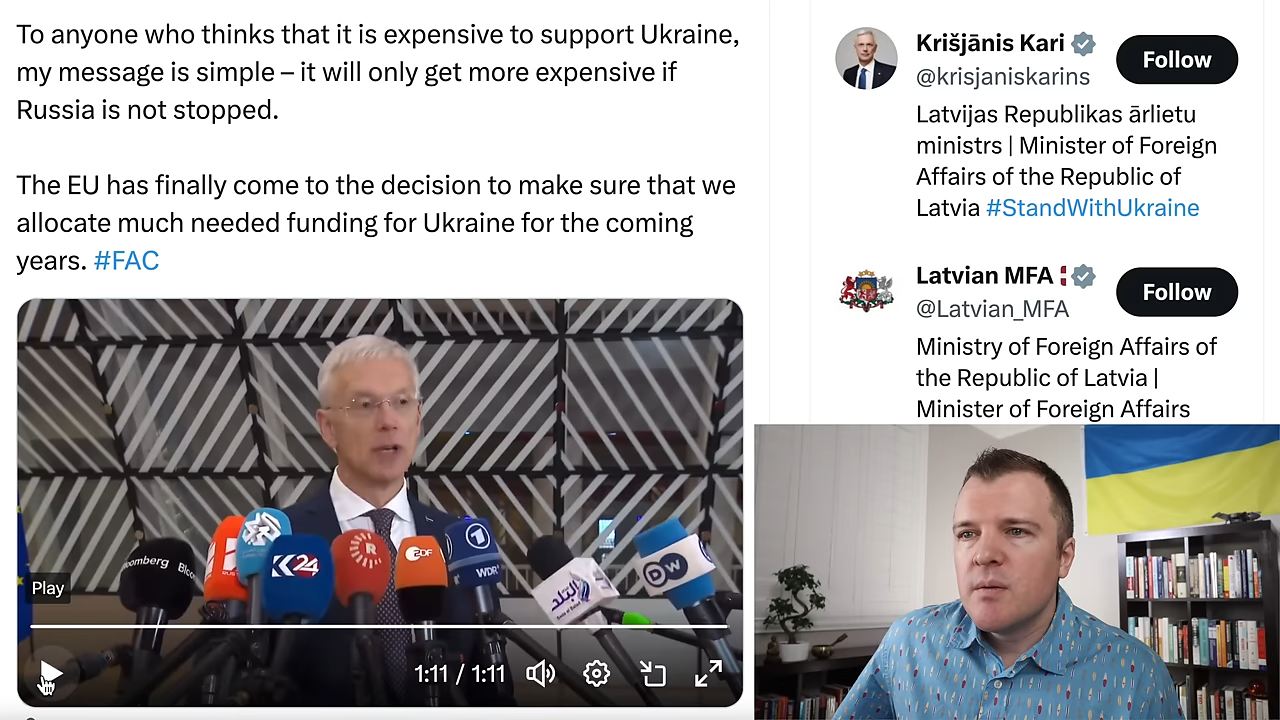 To anyone who thinks that it is expensive to support Ukraine,
my message is simple – it will only get more expensive if
Russia is not stopped.
The EU has finally come to the decision to make sure that we
allocate much needed funding for Ukraine for the coming
years. #FAC
Krišjānis Kari
@krisjaniskarins
Follow
Latvijas Republikas ārlietu
ministrs | Minister of Foreign
Affairs of the Republic of
Latvia #StandWithUkraine
Latvian MFA
@Latvian_MFA
Follow
Ministry of Foreign Affairs of
the Republic of Latvia |
Minister of Foreign Affairs
Bloomberg
K24
R
ZDF
1
WDR
البلد
DW
Play
1:11 / 1:11